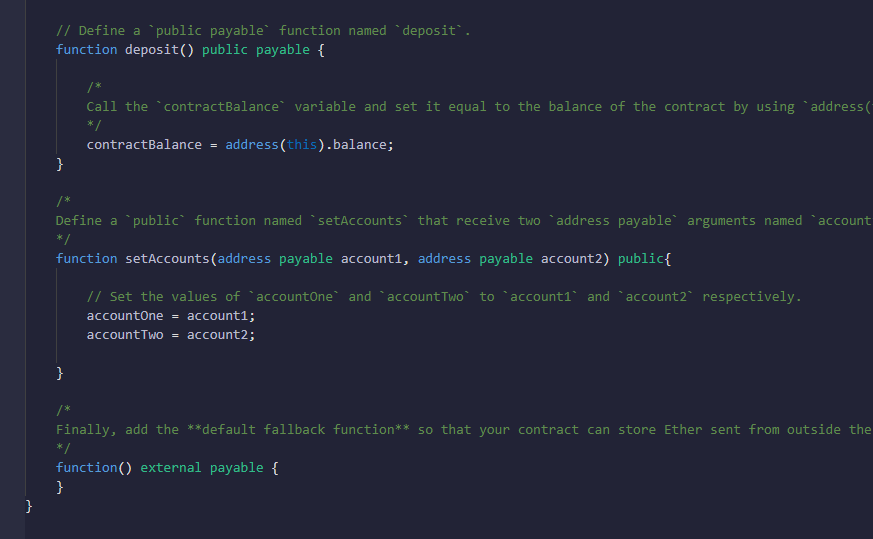 // Define a `public payable` function named `deposit`.
function deposit() public payable {
/*
Call the `contractBalance` variable and set it equal to the balance of the contract by using `address(
*/
contractBalance = address(this).balance;
}
/*
Define a `public` function named `setAccounts` that receive two `address payable` arguments named `account
*/
function setAccounts(address payable account1, address payable account2) public{
// Set the values of `accountOne` and `accountTwo` to `account1` and `account2` respectively.
accountOne = account1;
accountTwo = account2;
}
/*
Finally, add the **default fallback function** so that your contract can store Ether sent from outside the
*/
function() external payable {
}
}